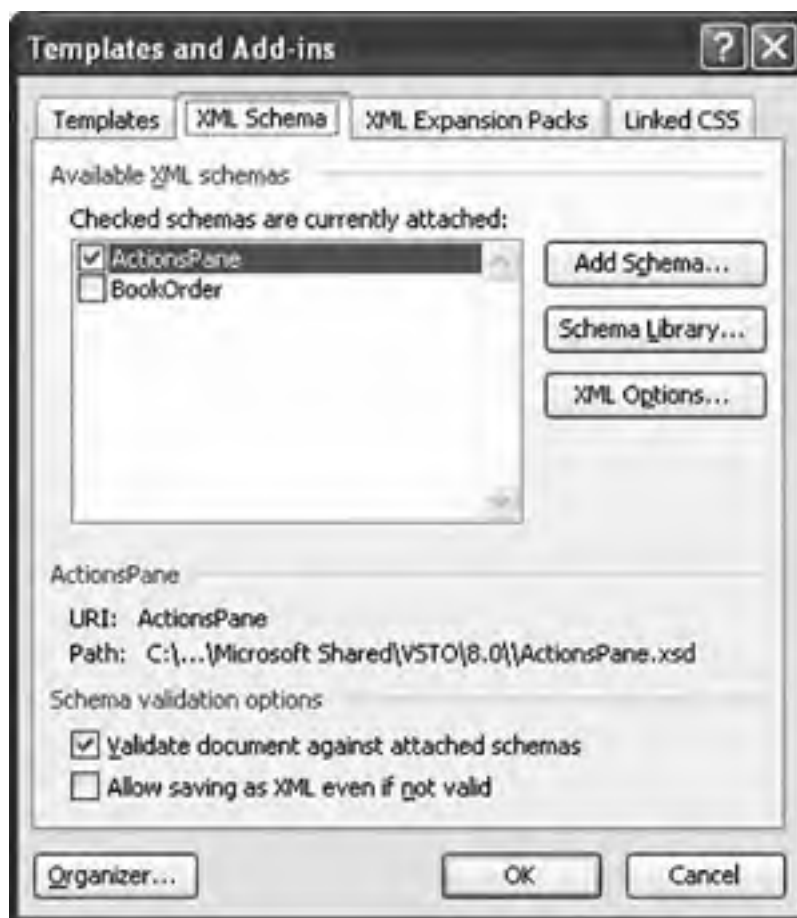 Templates and Add-ins
Templates XML Schema XML Expansion Packs Linked CSS
Available XML schemas
Checked schemas are currently attached:
ActionsPane
BookOrder
Add Schema...
Schema Library...
XML Options...
ActionsPane
URI: ActionsPane
Path: C:\...\Microsoft Shared\VSTO\8.0\\ActionsPane.xsd
Schema validation options
Validate document against attached schemas
Allow saving as XML even if not valid
Organizer... OK Cancel